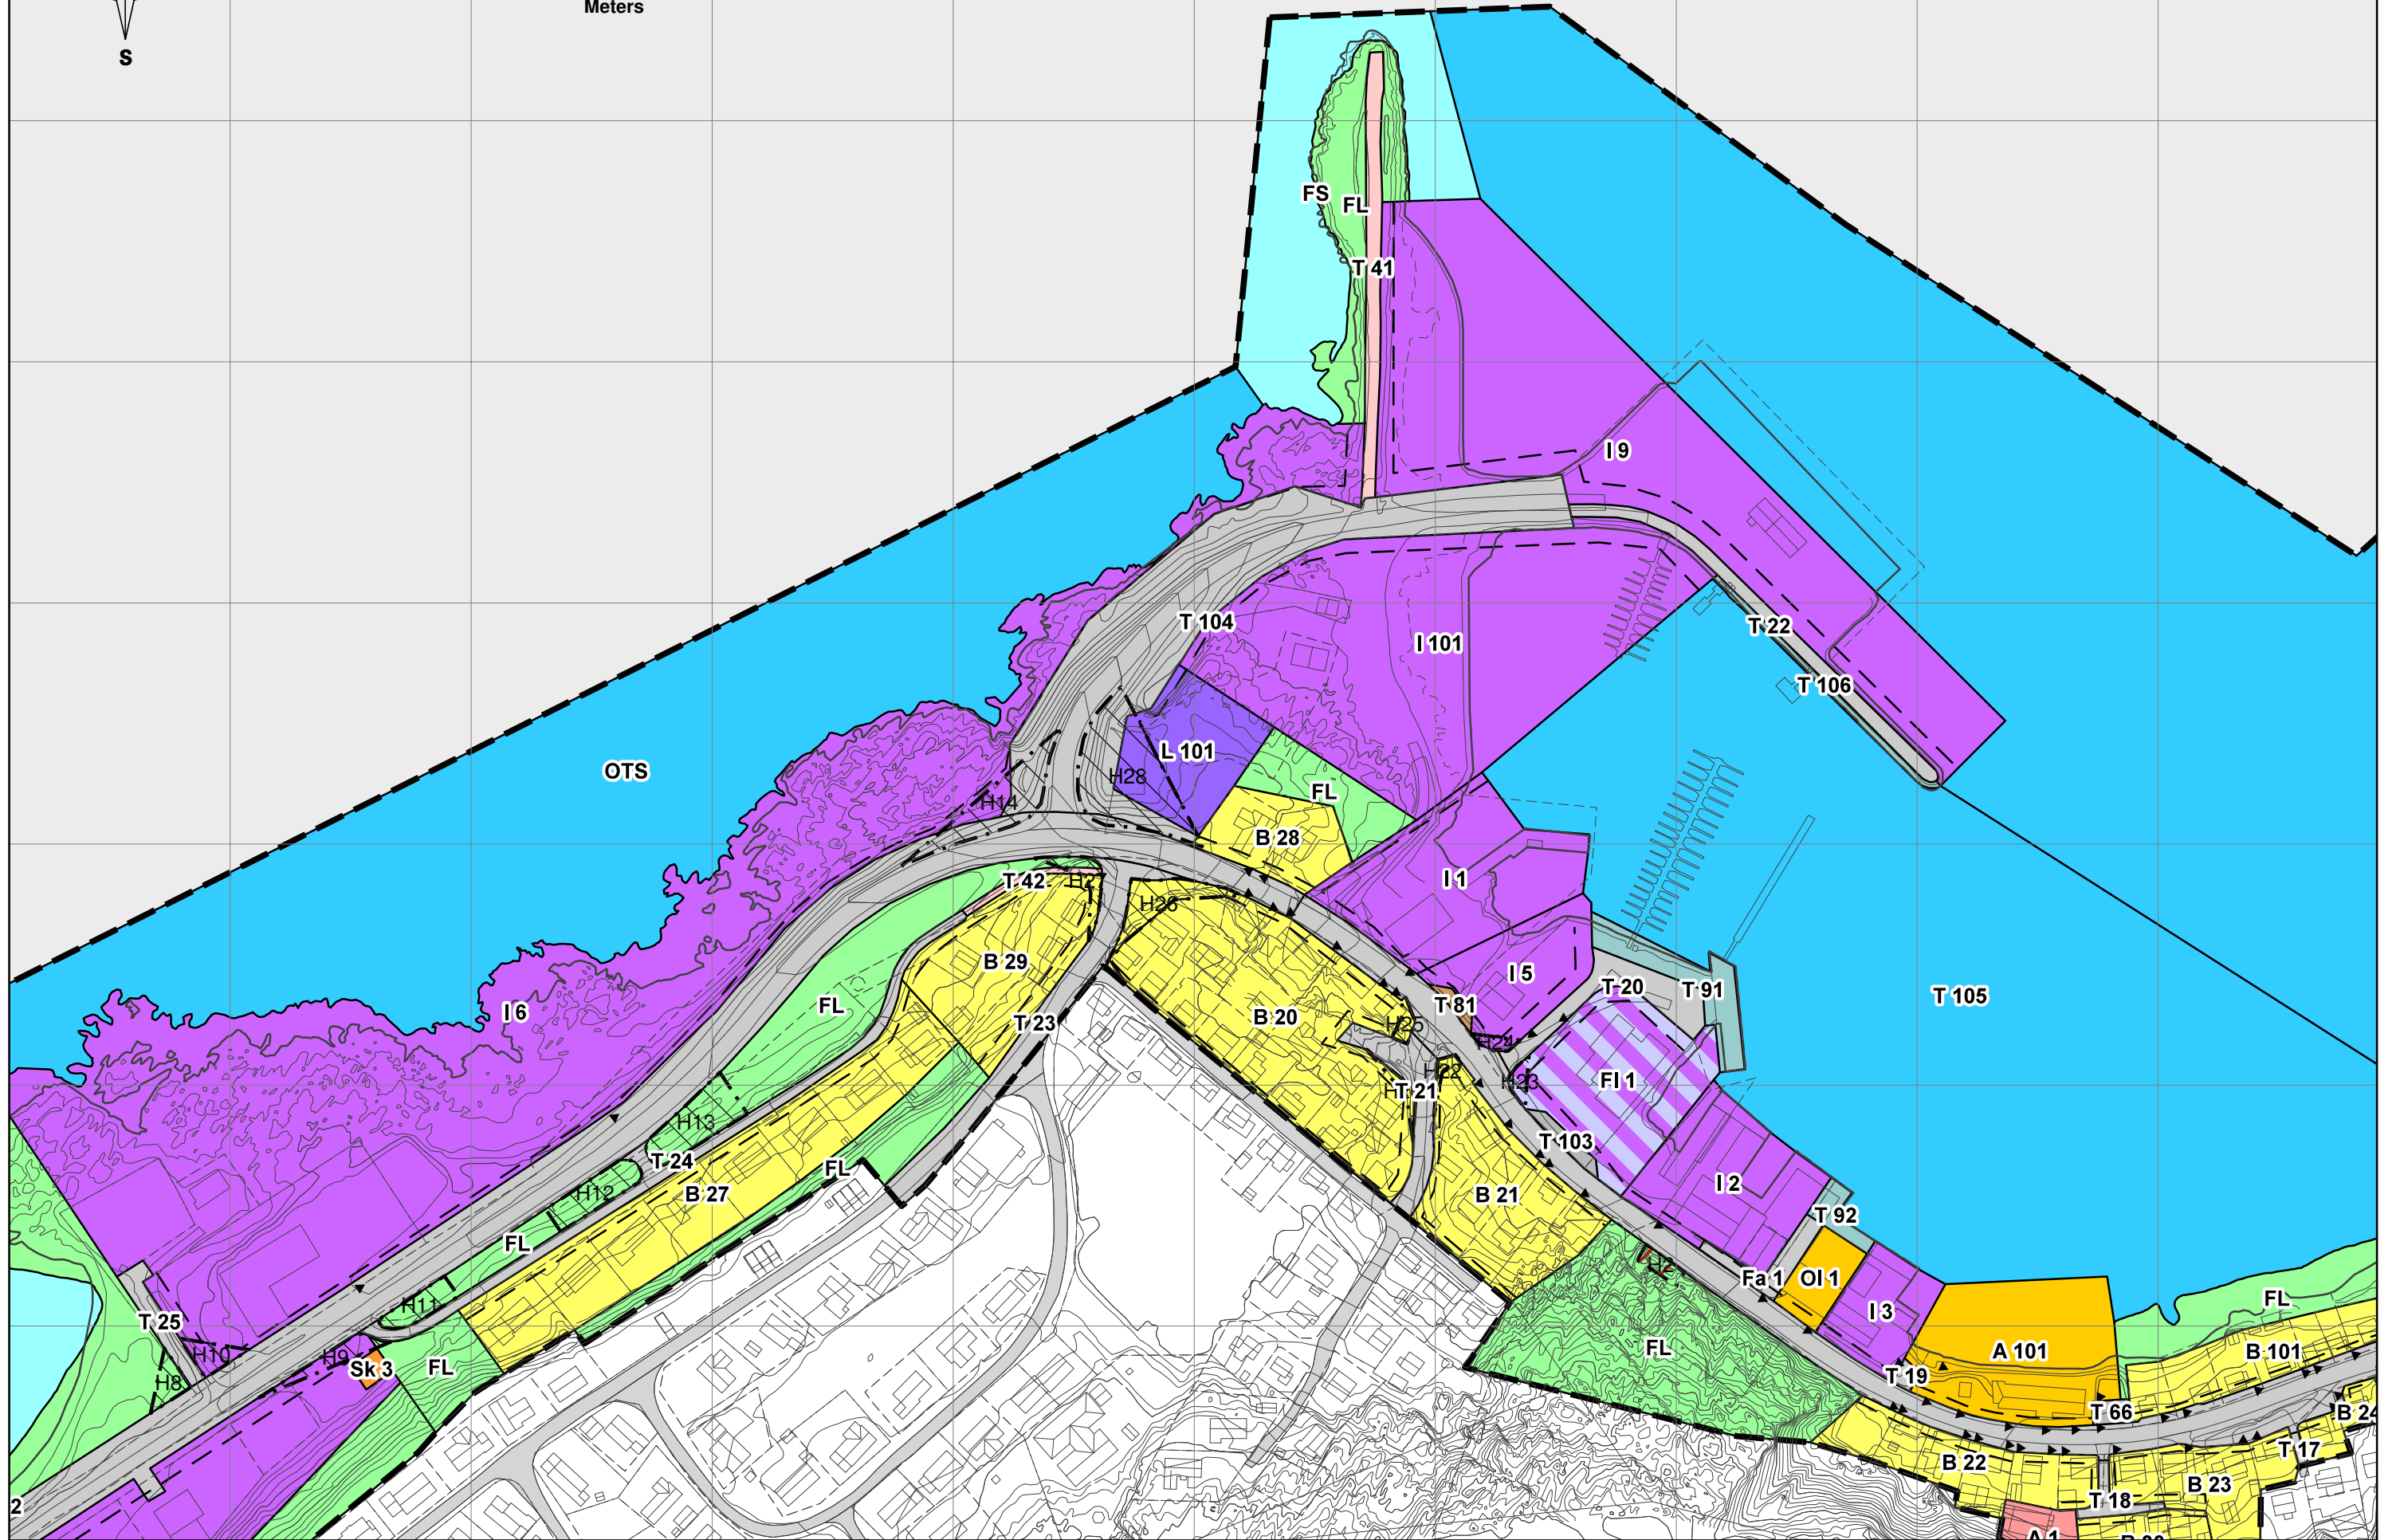 Meters
S
FS
FL
T 41
I 9
T 104
T 22
I 101
T 106
L 101
OTS
H28
FL
H14
B 28
T 42
I 1
H26
B 29
I 5
T 20
T 91
T 105
FL
T 81
I 6
B 20
T 23
H25
H24
H22
H23
FI 1
T 21
H13
T 103
T 24
FL
H12
B 27
B 21
I 2
T 92
FL
Fa 1
OI 1
H11
I 3
FL
T 25
A 101
B 101
H10
H9
FL
Sk 3
FL
T 19
H8
T 66
B 24
T 17
B 22
B 23
T 18
2
A 1